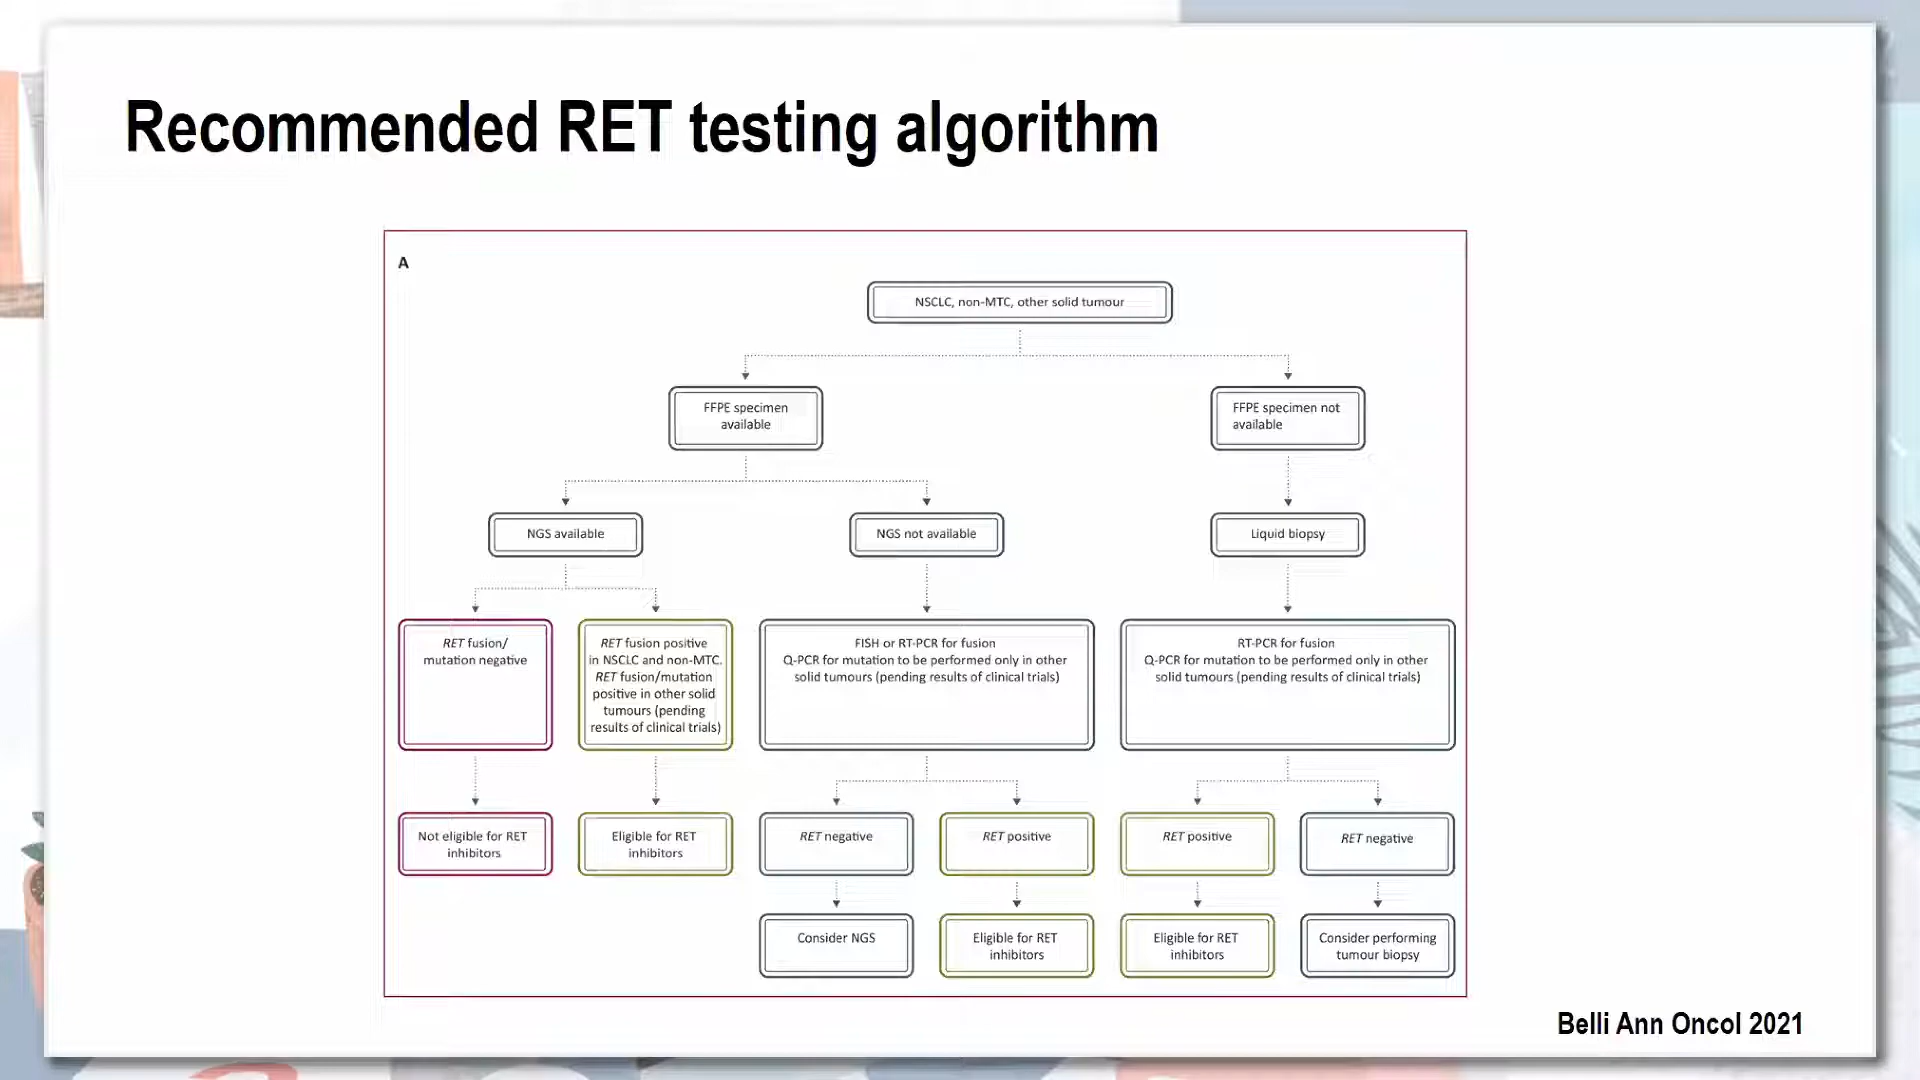 Recommended RET testing algorithm
A
NSCLC, non-MTC, other solid tumour
FFPE specimen
available
FFPE specimen not
available
NGS available
NGS not available
Liquid biopsy
RET fusion/
mutation negative
RET fusion positive
in NSCLC and non-MTC.
RET fusion/mutation
positive in other solid
tumours (pending
results of clinical trials)
FISH or RT-PCR for fusion
Q-PCR for mutation to be performed only in other
solid tumours (pending results of clinical trials)
RT-PCR for fusion
Q-PCR for mutation to be performed only in other
solid tumours (pending results of clinical trials)
Not eligible for RET
inhibitors
Eligible for RET
inhibitors
RET negative
RET positive
RET positive
RET negative
Consider NGS
Eligible for RET
inhibitors
Eligible for RET
inhibitors
Consider performing
tumour biopsy
Belli Ann Oncol 2021